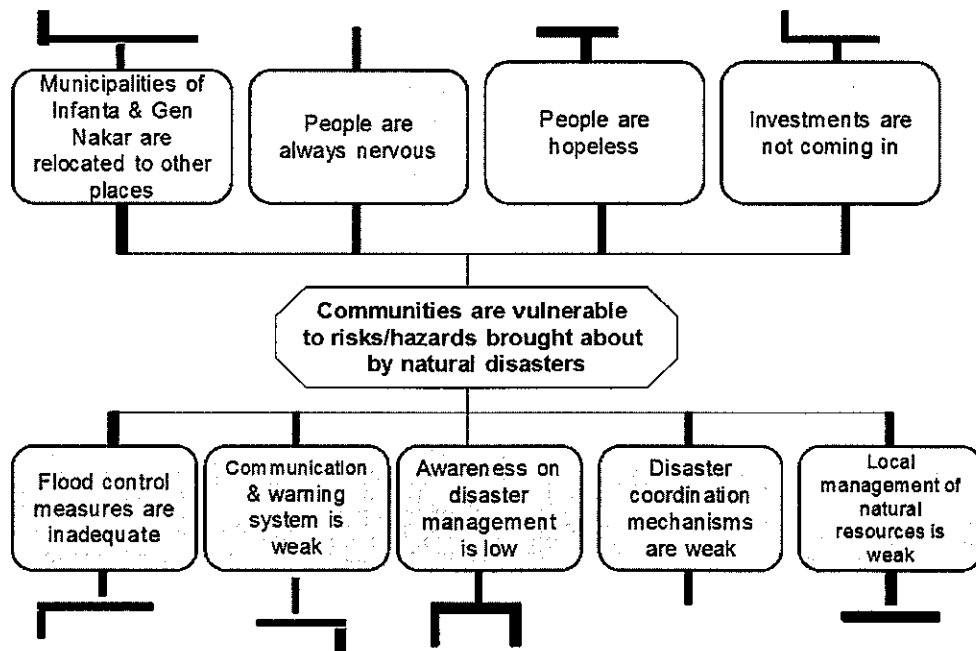 Municipalities of
Infanta & Gen
Nakar are
relocated to other
places
People are
always nervous
People are
hopeless
Investments are
not coming in
Communities are vulnerable
to risks/hazards brought about
by natural disasters
Flood control
measures are
inadequate
Communication
& warning
system is
weak
Awareness on
disaster
management
is low
Disaster
coordination
mechanisms
are weak
Local
management of
natural
resources is
weak